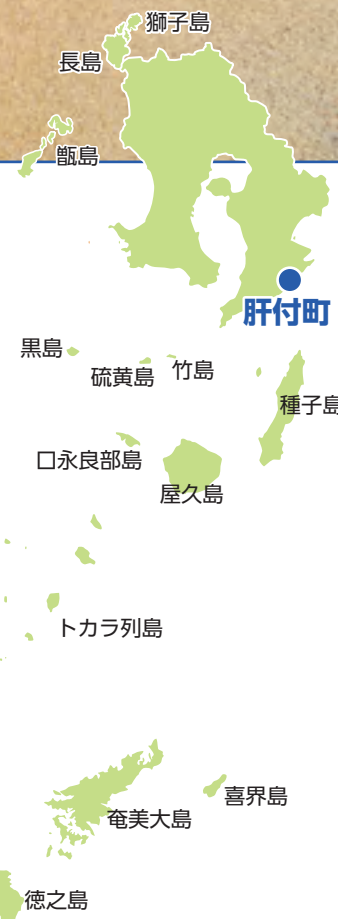 獅子島
長島
甑島
肝付町
黒島
硫黄島
竹島
種子島
口永良部島
屋久島
トカラ列島
喜界島
奄美大島
徳之島